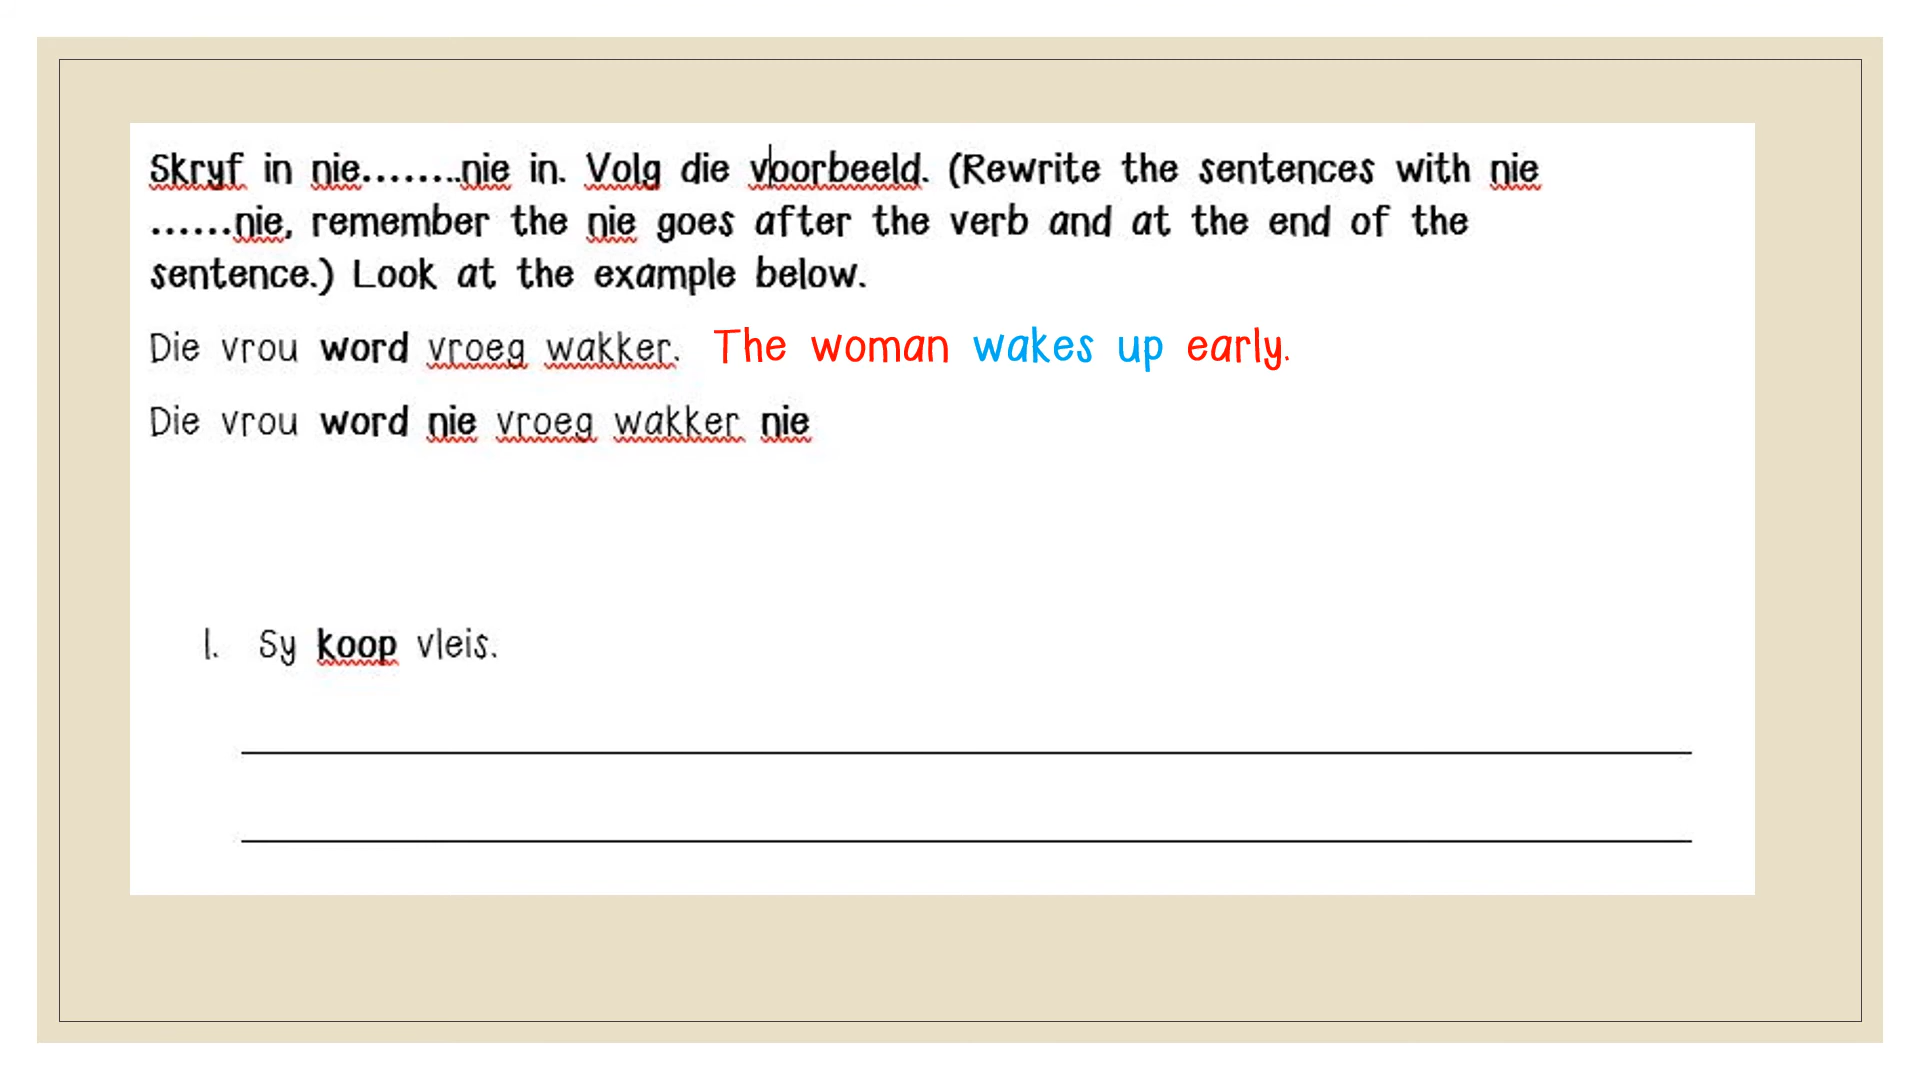 Skryf in nie........nie in. Volg die voorbeeld. (Rewrite the sentences with nie
......nie, remember the nie goes after the verb and at the end of the
sentence.) Look at the example below.
Die vrou word vroeg wakker. The woman wakes up early.
Die vrou word nie vroeg wakker nie
1. Sy koop vleis.